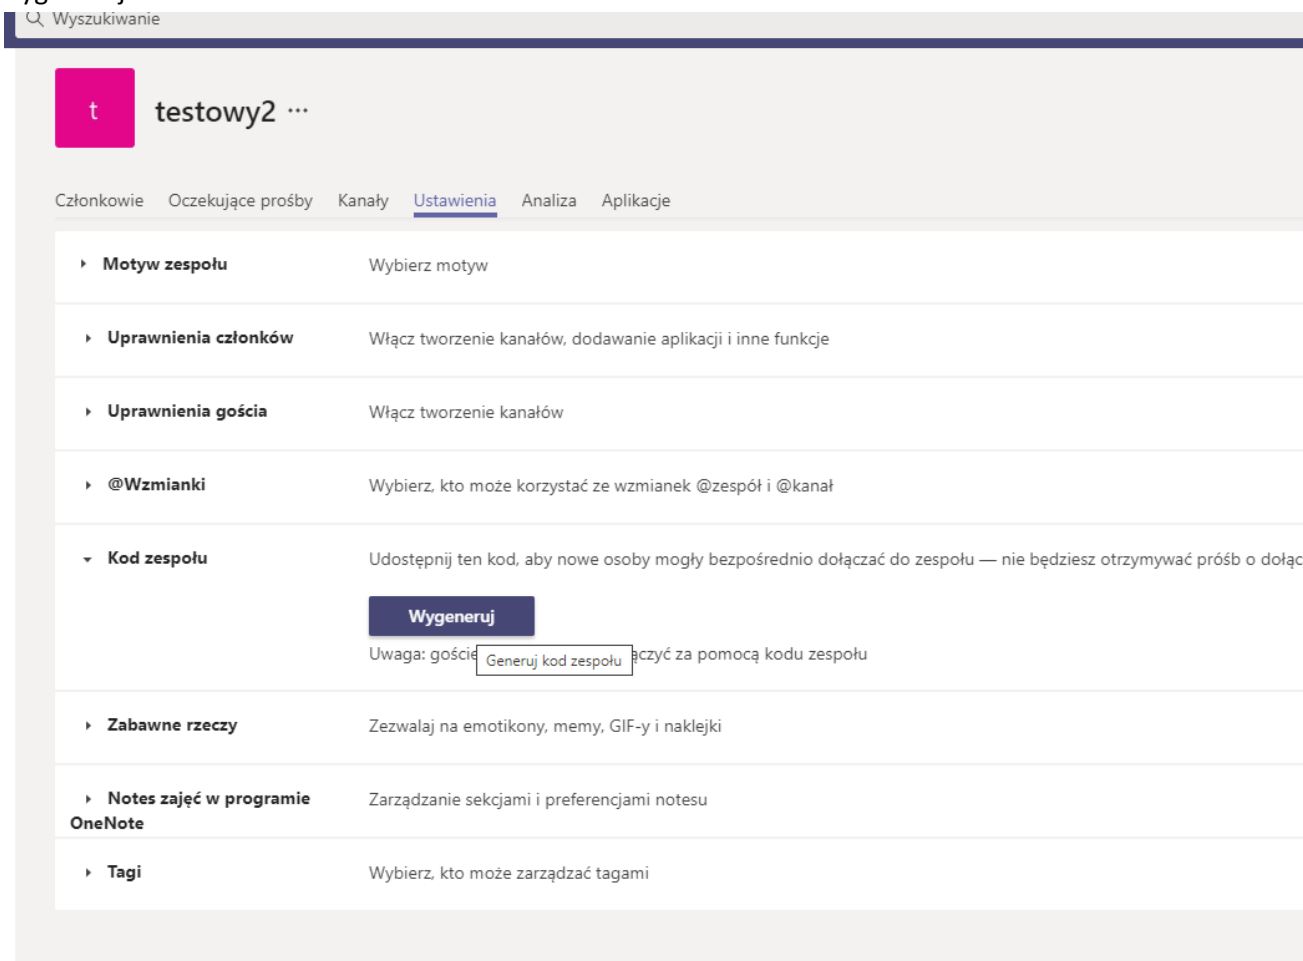 Wyszukiwanie
t
testowy2 ...
Członkowie Oczekujące prośby Kanały Ustawienia Analiza Aplikacje
Motyw zespołu Wybierz motyw
Uprawnienia członków Włącz tworzenie kanałów, dodawanie aplikacji i inne funkcje
Uprawnienia gościa Włącz tworzenie kanałów
@Wzmianki Wybierz, kto może korzystać ze wzmianek @zespół i @kanał
Kod zespołu Udostępnij ten kod, aby nowe osoby mogły bezpośrednio dołączać do zespołu — nie będziesz otrzymywać próśb o dołąc
Wygeneruj
Uwaga: goście ączyć za pomocą kodu zespołu
Generuj kod zespołu
Zabawne rzeczy Zezwalaj na emotikony, memy, GIF-y i naklejki
Notes zajęć w programie Zarządzanie sekcjami i preferencjami notesu
OneNote
Tagi Wybierz, kto może zarządzać tagami